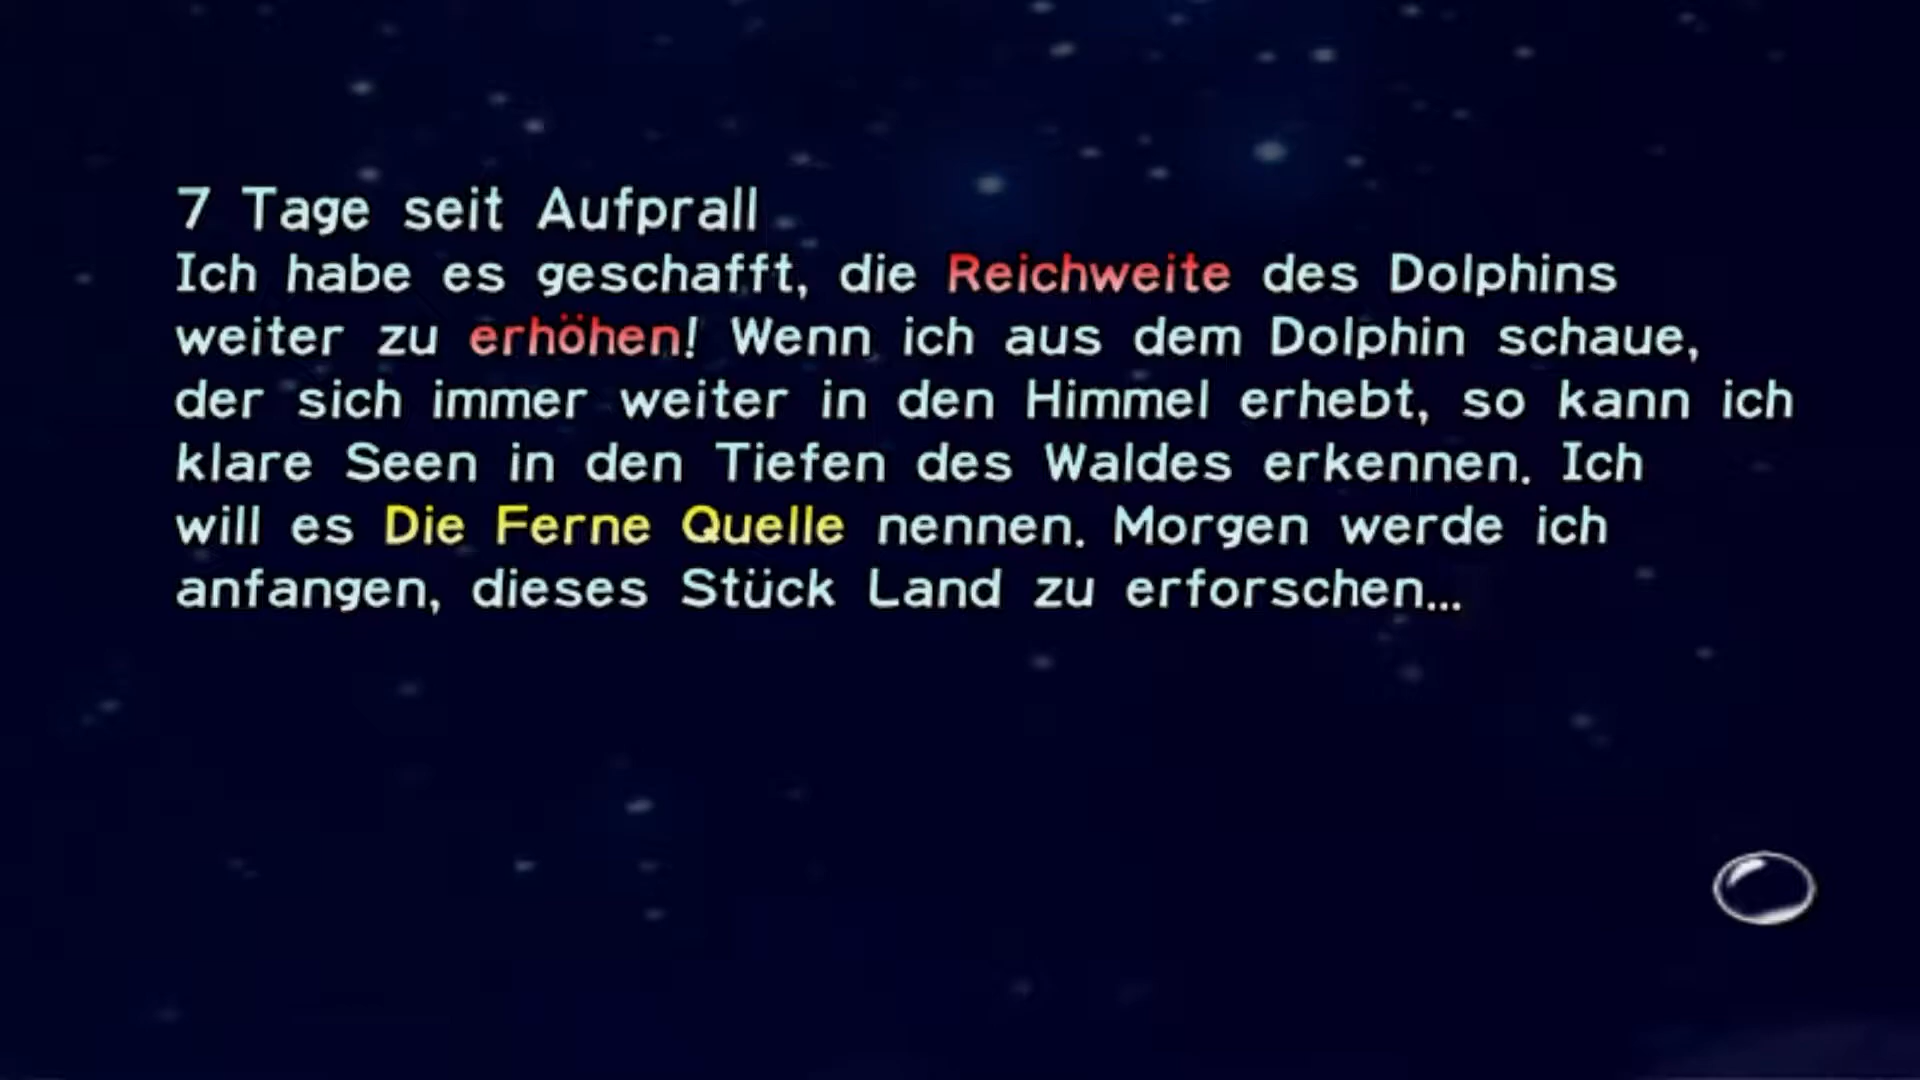 7 Tage seit Aufprall
Ich habe es geschafft, die Reichweite des Dolphins
weiter zu erhöhen! Wenn ich aus dem Dolphin schaue,
der sich immer weiter in den Himmel erhebt, so kann ich
klare Seen in den Tiefen des Waldes erkennen. Ich
will es Die Ferne Quelle nennen. Morgen werde ich
anfangen, dieses Stück Land zu erforschen...